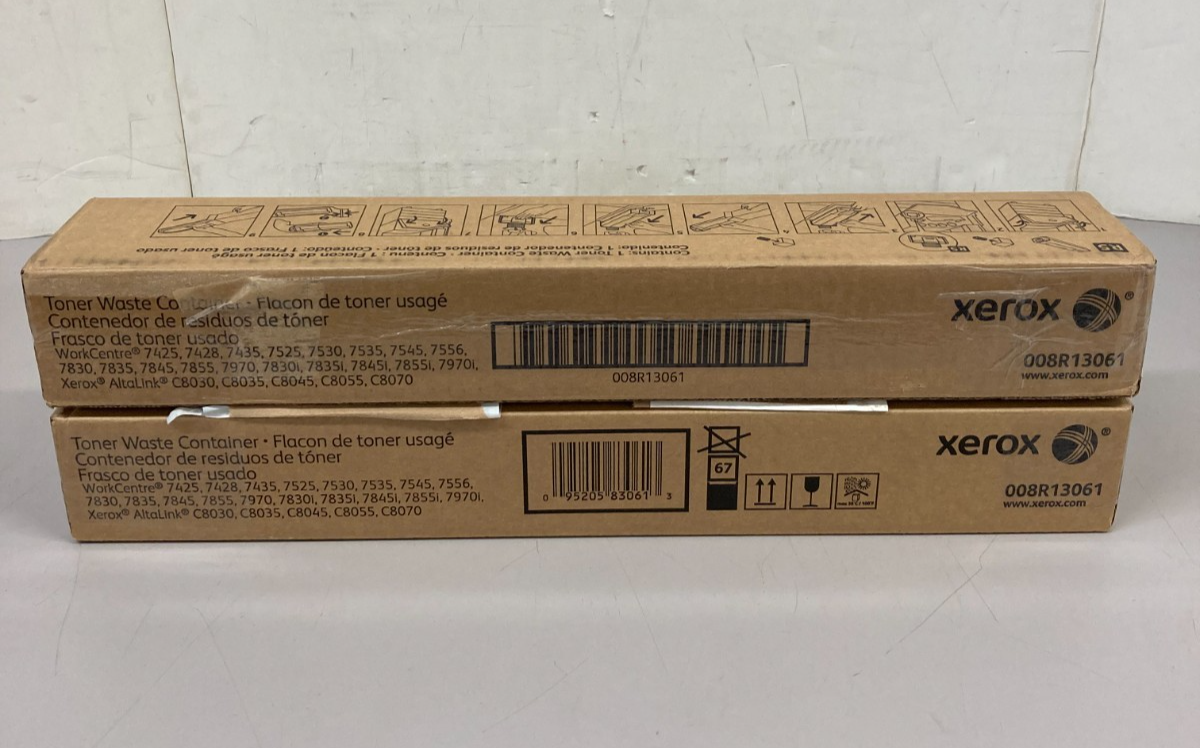 Contenido: 1 Frasco de toner usado
Contains: 1 Toner Waste Container · Contenu : 1 Flacon de toner usagé
Contenida: 1 Contenedor de residuos de tóner
Toner Waste Container · Flacon de toner usagé
Contenedor de residuos de tóner
Frasco de toner usado
WorkCentre® 7425, 7428, 7435, 7525, 7530, 7535, 7545, 7556,
7830, 7835, 7845, 7855, 7970, 7830i, 7835i, 7845i, 7855i, 7970i,
Xerox® AltaLink® C8030, C8035, C8045, C8055, C8070
008R13061
xerox ®
008R13061
www.xerox.com
Toner Waste Container · Flacon de toner usagé
Contenedor de residuos de tóner
Frasco de toner usado
WorkCentre® 7425, 7428, 7435, 7525, 7530, 7535, 7545, 7556,
7830, 7835, 7845, 7855, 7970, 7830i, 7835i, 7845i, 7855i, 7970i,
Xerox® AltaLink® C8030, C8035, C8045, C8055, C8070
0 95205 83061 3
67
xerox ®
008R13061
www.xerox.com